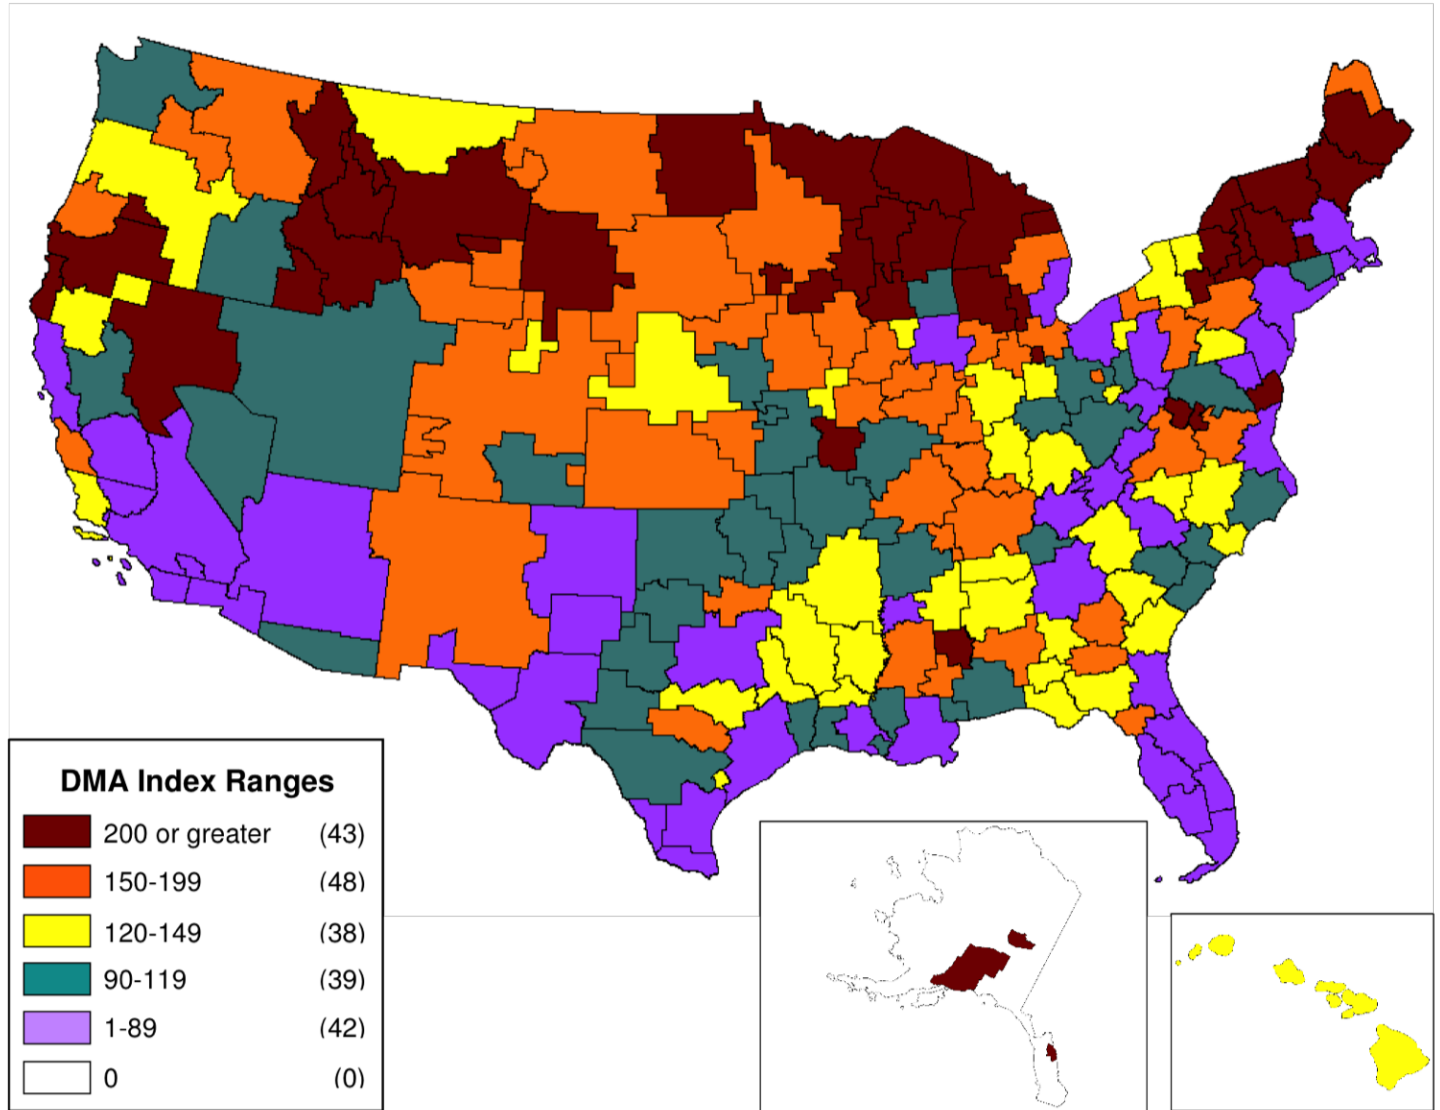 DMA Index Ranges
200 or greater (43)
150-199 (48)
120-149 (38)
90-119 (39)
1-89 (42)
0 (0)